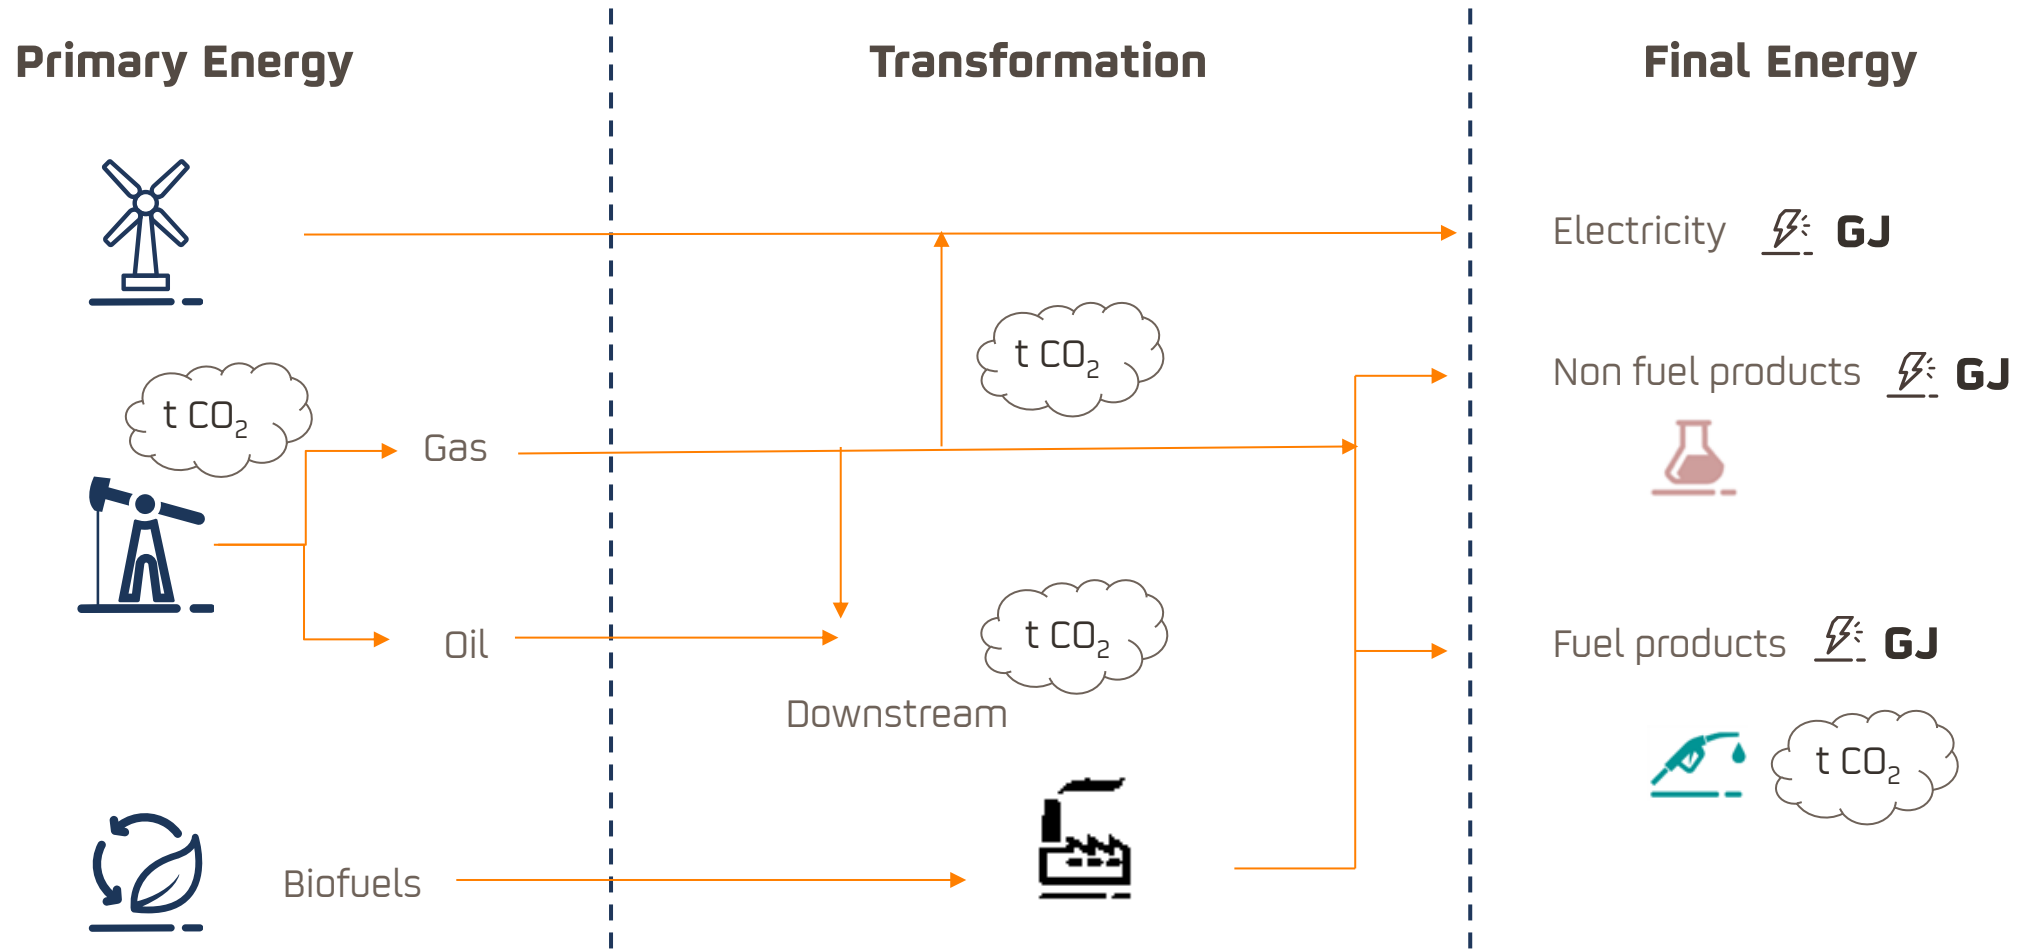 Primary Energy
Transformation
Final Energy
Electricity GJ
t CO2
Non fuel products GJ
t CO2
Gas
t CO2
Oil
Fuel products GJ
Downstream
t CO2
Biofuels